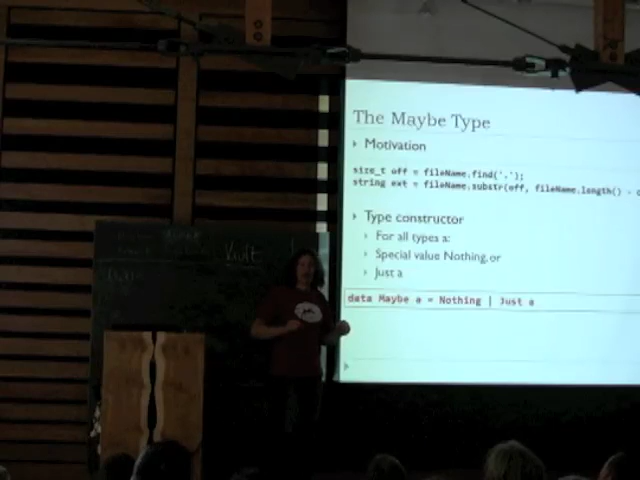 The Maybe Type
Motivation
size_t off = fileName.find('.');
string ext = fileName.substr(off, fileName.length() -
Type constructor
For all types a:
Special value Nothing, or
Just a
data Maybe a = Nothing | Just a
Vault